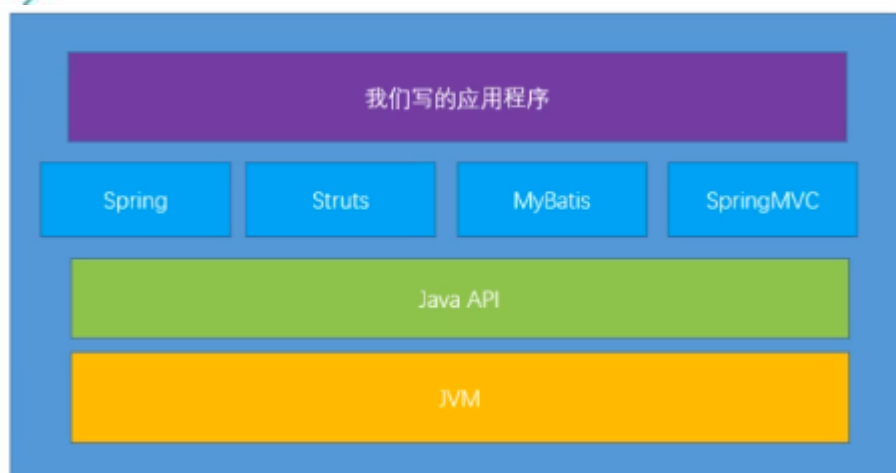 我们写的应用程序
Spring Struts MyBatis SpringMVC
Java API
JVM